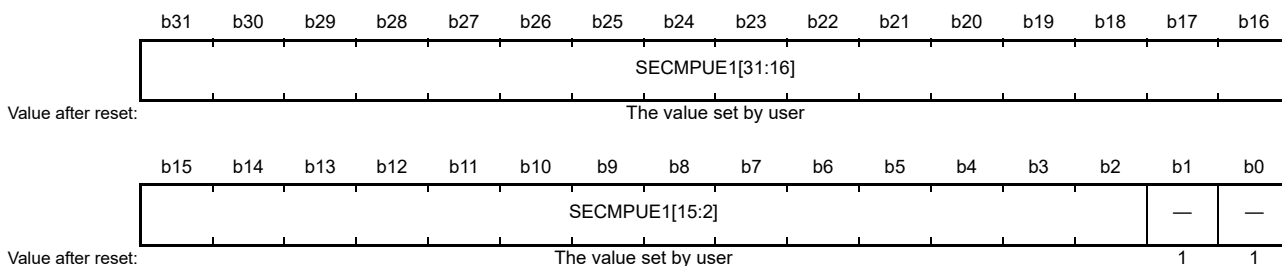 b31 b30 b29 b28 b27 b26 b25 b24 b23 b22 b21 b20 b19 b18 b17 b16
SECMPUE1[31:16]
Value after reset: The value set by user
b15 b14 b13 b12 b11 b10 b9 b8 b7 b6 b5 b4 b3 b2 b1 b0
SECMPUE1[15:2] — —
Value after reset: The value set by user 1 1